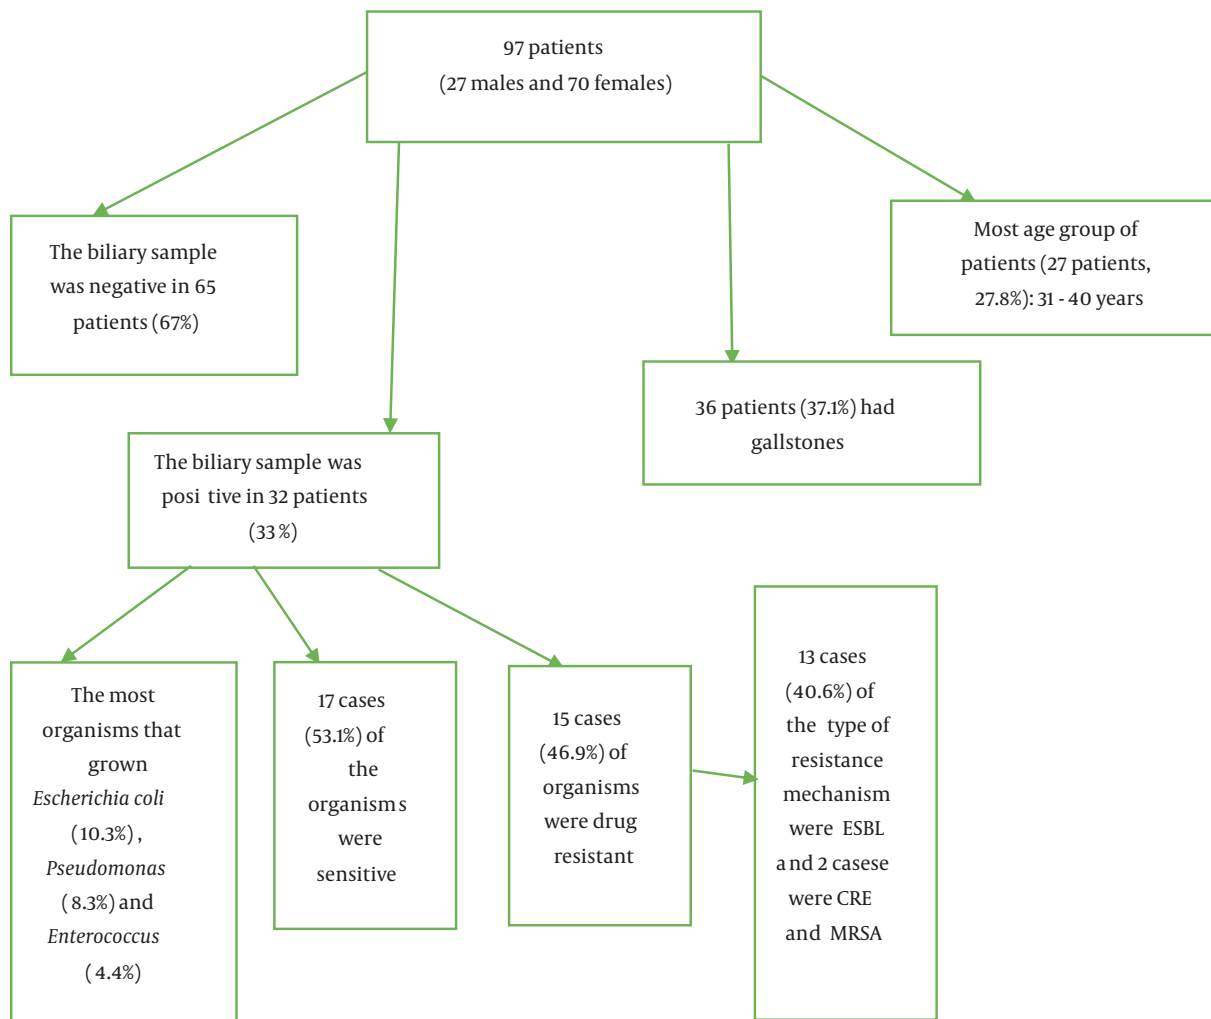 97 patients
(27 males and 70 females)
The biliary sample
was negative in 65
patients (67%)
Most age group of
patients (27 patients,
27.8%): 31 - 40 years
36 patients (37.1%) had
gallstones
The biliary sample was
posi tive in 32 patients
(33%)
The most
organisms that
grown
Escherichia coli
(10.3%) ,
Pseudomonas
( 8.3%) and
Enterococcus
( 4.4%)
17 cases
(53.1%) of
the
organisms
were
sensitive
15 cases
(46.9%) of
organisms
were drug
resistant
13 cases
(40.6%) of
the type of
resistance
mechanism
were ESBL
and 2 casese
were CRE
and MRSA